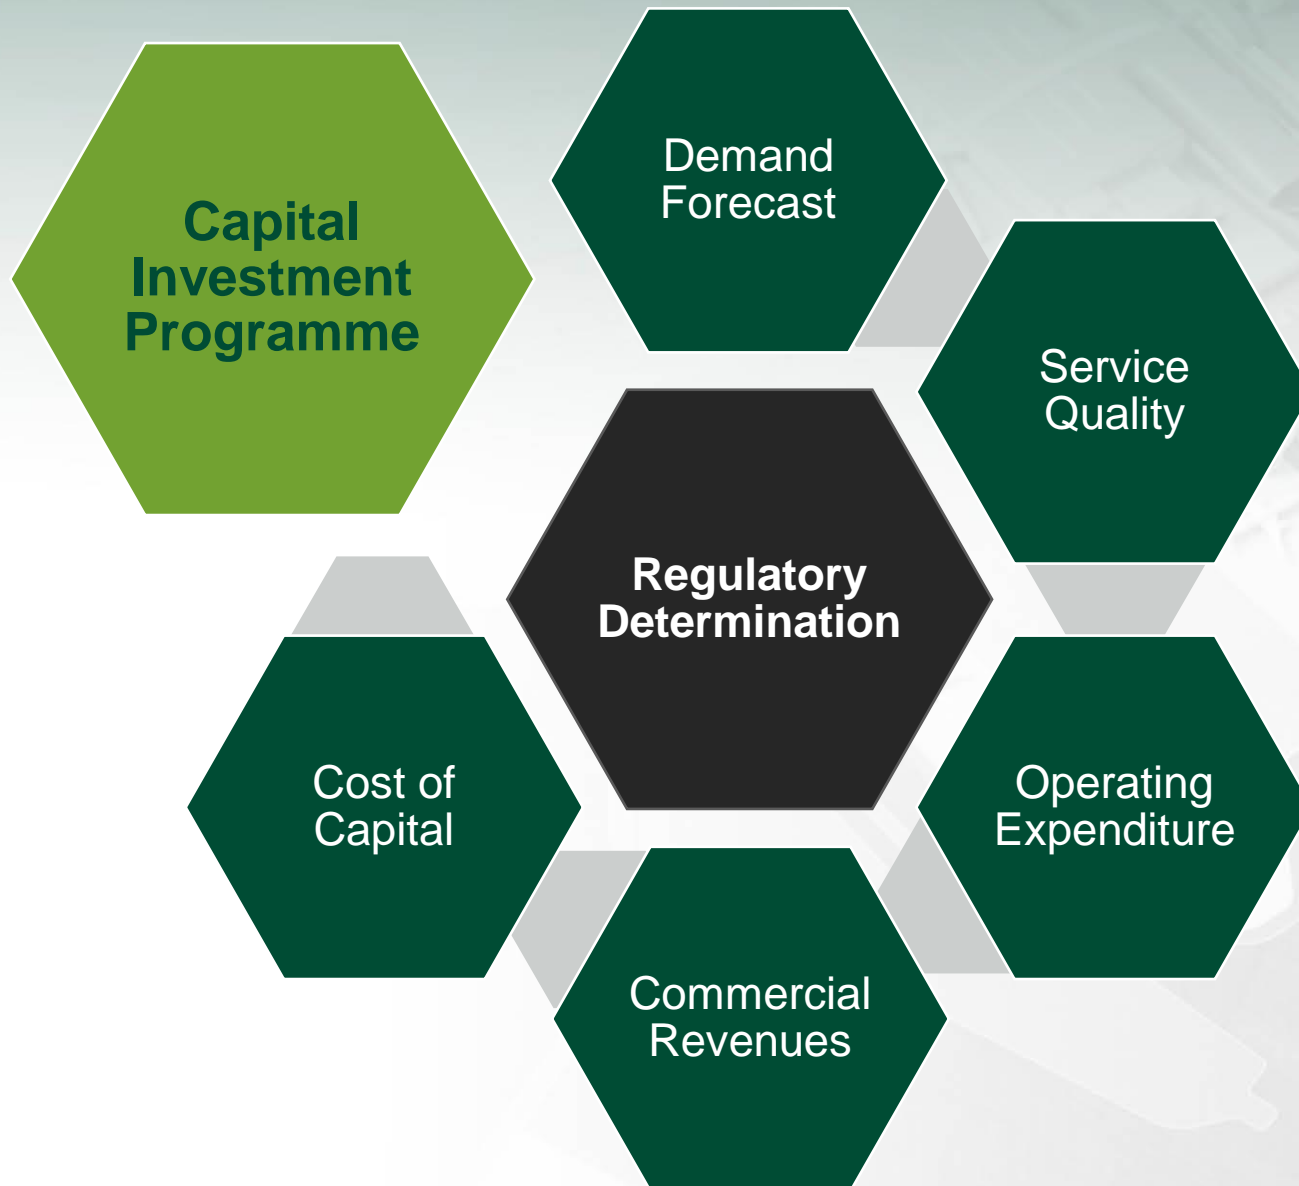 Capital
Investment
Programme
Demand
Forecast
Service
Quality
Regulatory
Determination
Cost of
Capital
Operating
Expenditure
Commercial
Revenues